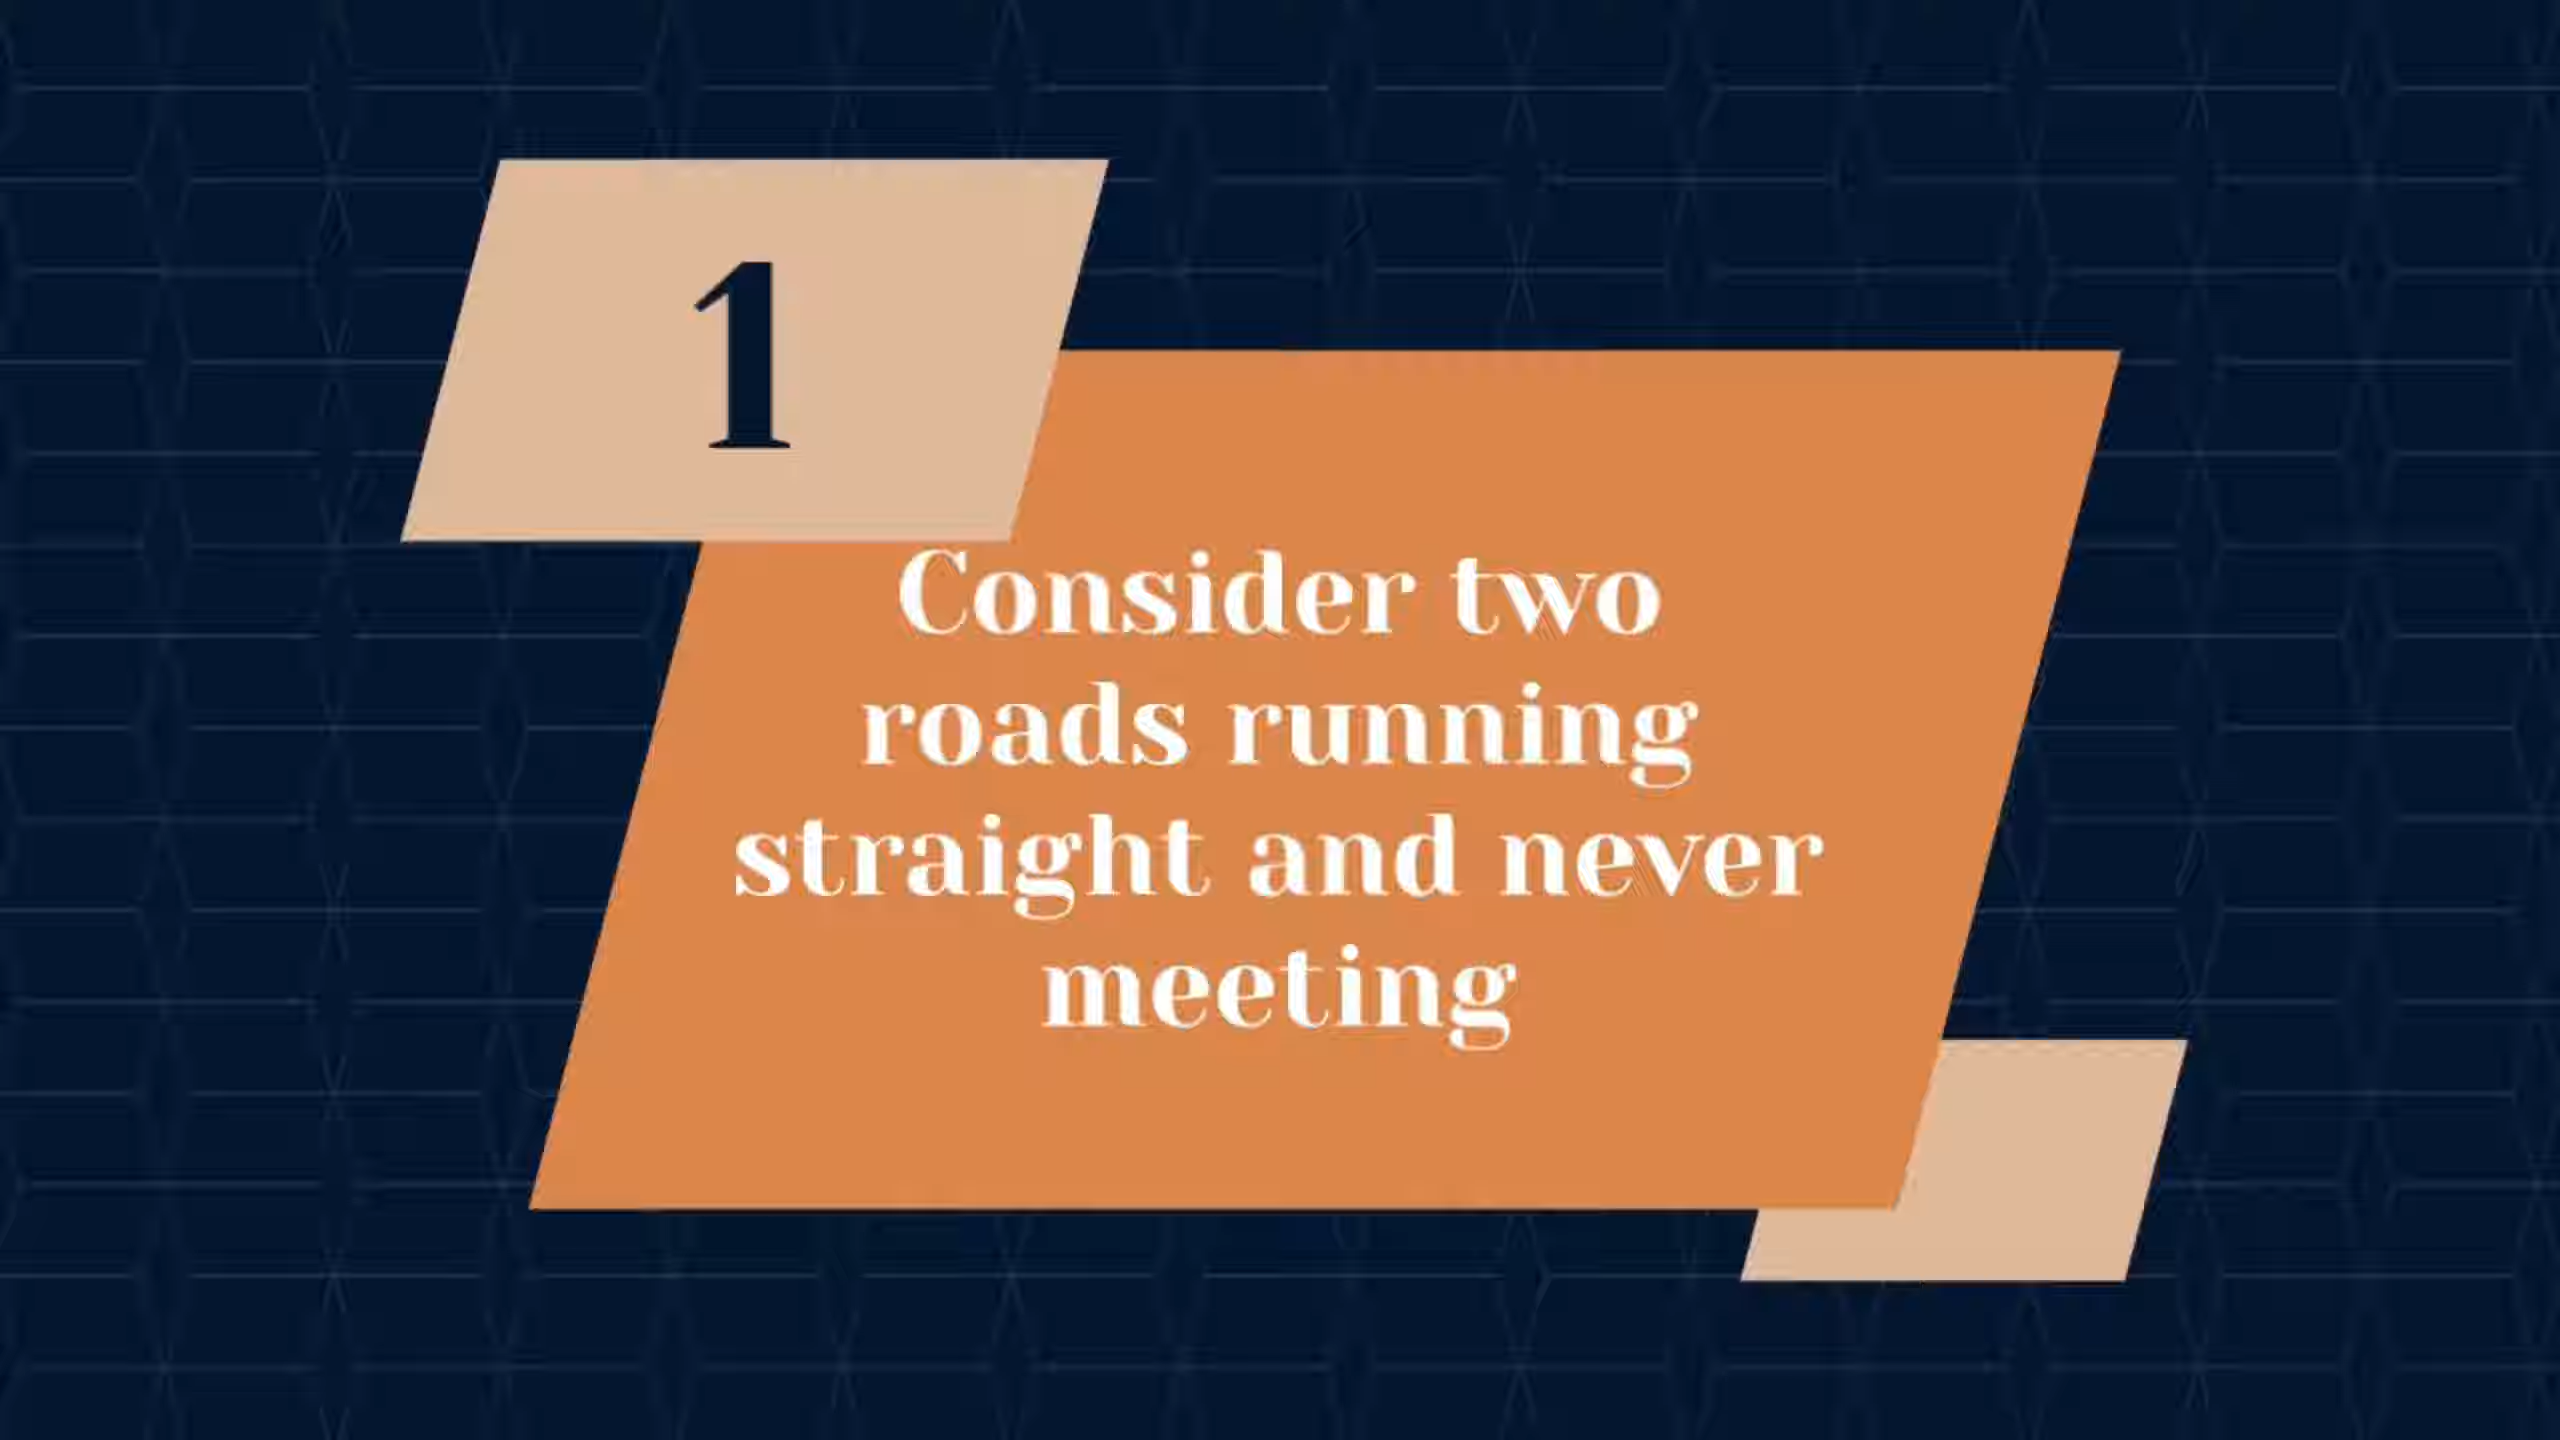 1
Consider two
roads running
straight and never
meeting